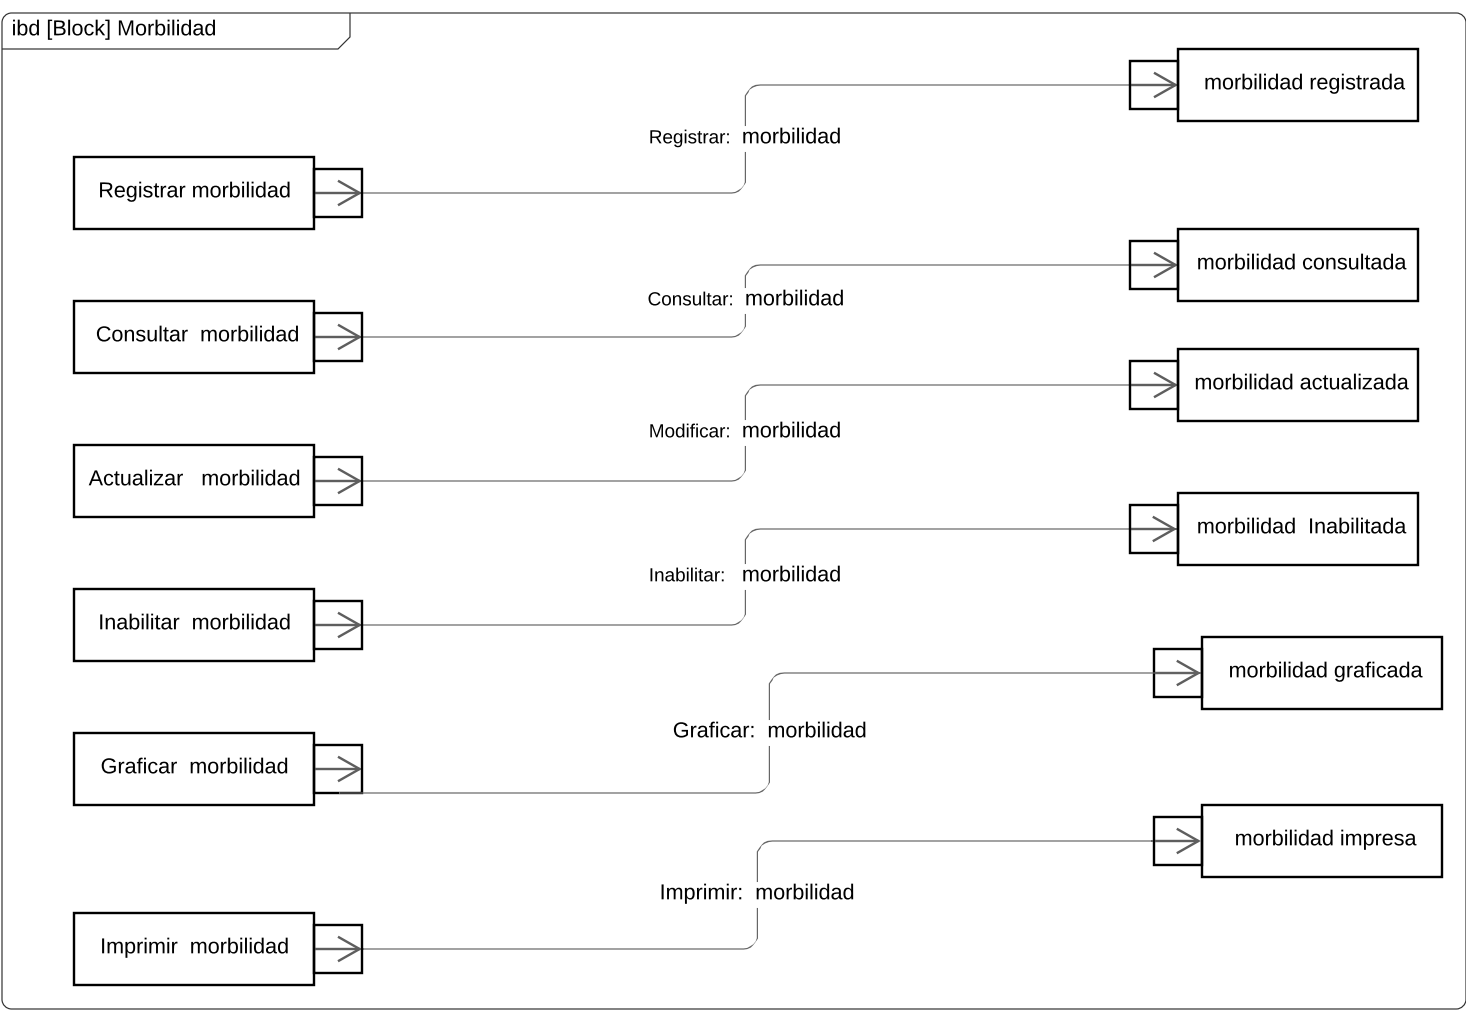 ibd [Block] Morbilidad
morbilidad registrada
Registrar: morbilidad
Registrar morbilidad
morbilidad consultada
Consultar: morbilidad
Consultar morbilidad
morbilidad actualizada
Modificar: morbilidad
Actualizar morbilidad
morbilidad Inabilitada
Inabilitar: morbilidad
Inabilitar morbilidad
morbilidad graficada
Graficar: morbilidad
Graficar morbilidad
morbilidad impresa
Imprimir: morbilidad
Imprimir morbilidad